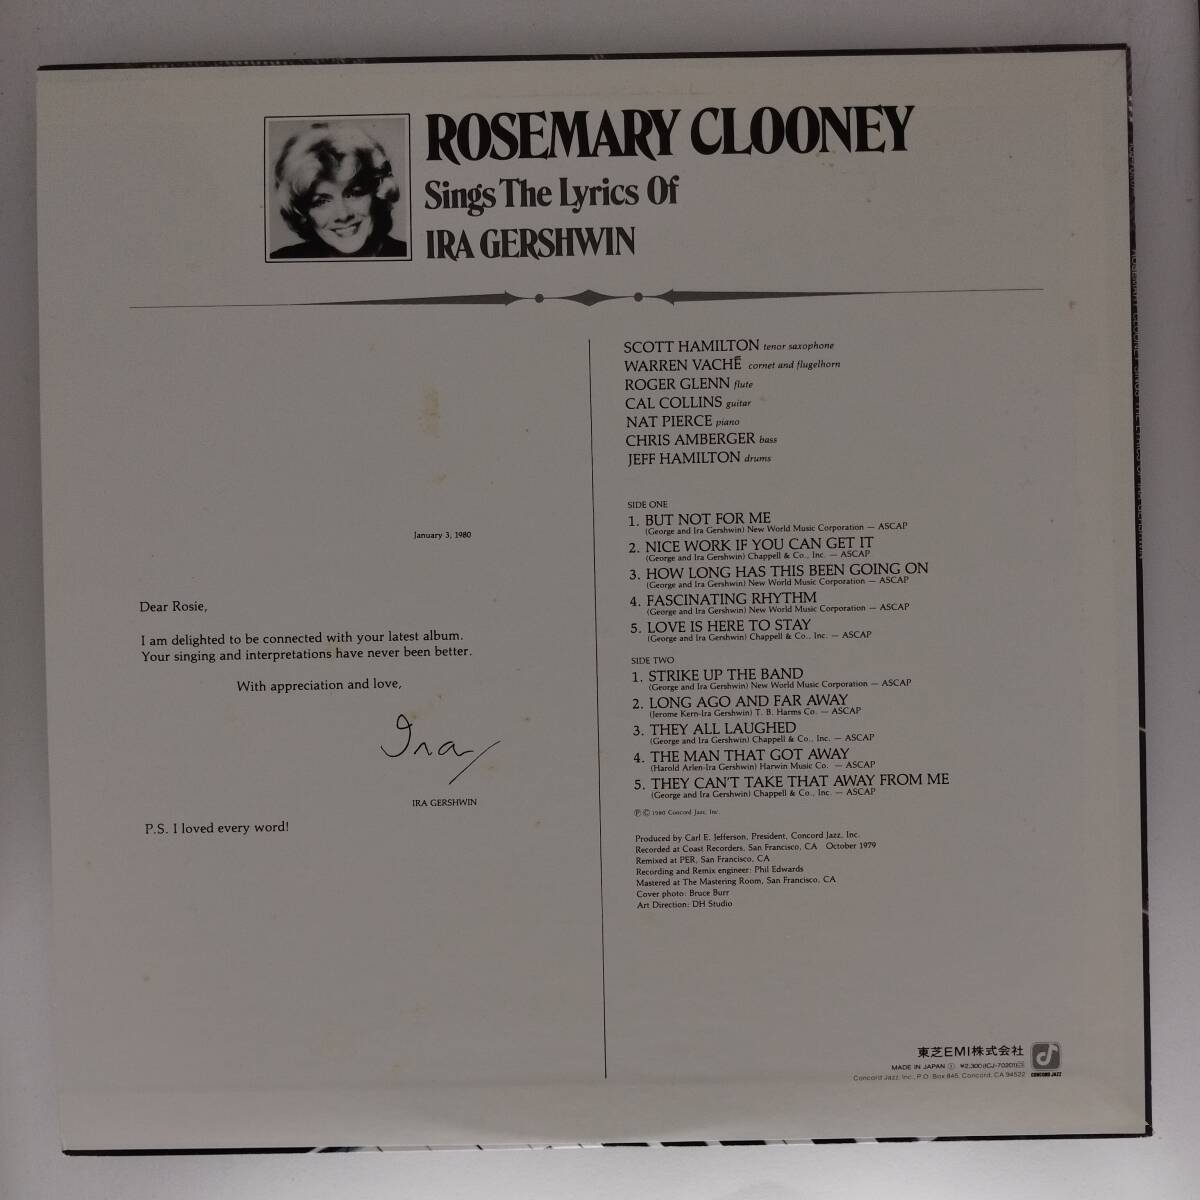 ROSEMARY CLOONEY
Sings The Lyrics Of
IRA GERSHWIN
January 3, 1980
Dear Rosie,
I am delighted to be connected with your latest album.
Your singing and interpretations have never been better.
With appreciation and love,
Ira
IRA GERSHWIN
P.S. I loved every word!
SCOTT HAMILTON tenor saxophone
WARREN VACHĒ cornet and flugelhorn
ROGER GLENN flute
CAL COLLINS guitar
NAT PIERCE piano
CHRIS AMBERGER bass
JEFF HAMILTON drums
SIDE ONE
1. BUT NOT FOR ME
(George and Ira Gershwin) New World Music Corporation — ASCAP
2. NICE WORK IF YOU CAN GET IT
(George and Ira Gershwin) Chappell & Co., Inc. — ASCAP
3. HOW LONG HAS THIS BEEN GOING ON
(George and Ira Gershwin) New World Music Corporation — ASCAP
4. FASCINATING RHYTHM
(George and Ira Gershwin) New World Music Corporation — ASCAP
5. LOVE IS HERE TO STAY
(George and Ira Gershwin) Chappell & Co., Inc. — ASCAP
SIDE TWO
1. STRIKE UP THE BAND
(George and Ira Gershwin) New World Music Corporation — ASCAP
2. LONG AGO AND FAR AWAY
(Jerome Kern-Ira Gershwin) T. B. Harms Co. — ASCAP
3. THEY ALL LAUGHED
(George and Ira Gershwin) Chappell & Co., Inc. — ASCAP
4. THE MAN THAT GOT AWAY
(Harold Arlen-Ira Gershwin) Harwin Music Co. — ASCAP
5. THEY CAN'T TAKE THAT AWAY FROM ME
(George and Ira Gershwin) Chappell & Co., Inc. — ASCAP
℗ © 1980 Concord Jazz, Inc.
Produced by Carl E. Jefferson, President, Concord Jazz, Inc.
Recorded at Coast Recorders, San Francisco, CA October 1979
Remixed at PER, San Francisco, CA
Recording and Remix engineer: Phil Edwards
Mastered at The Mastering Room, San Francisco, CA
Cover photo: Bruce Burr
Art Direction: DH Studio
東芝EMI株式会社
MADE IN JAPAN ¥2,300 (ICJ-70201)
Concord Jazz, Inc., P.O. Box 845, Concord, CA 94522
CONCORD JAZZ